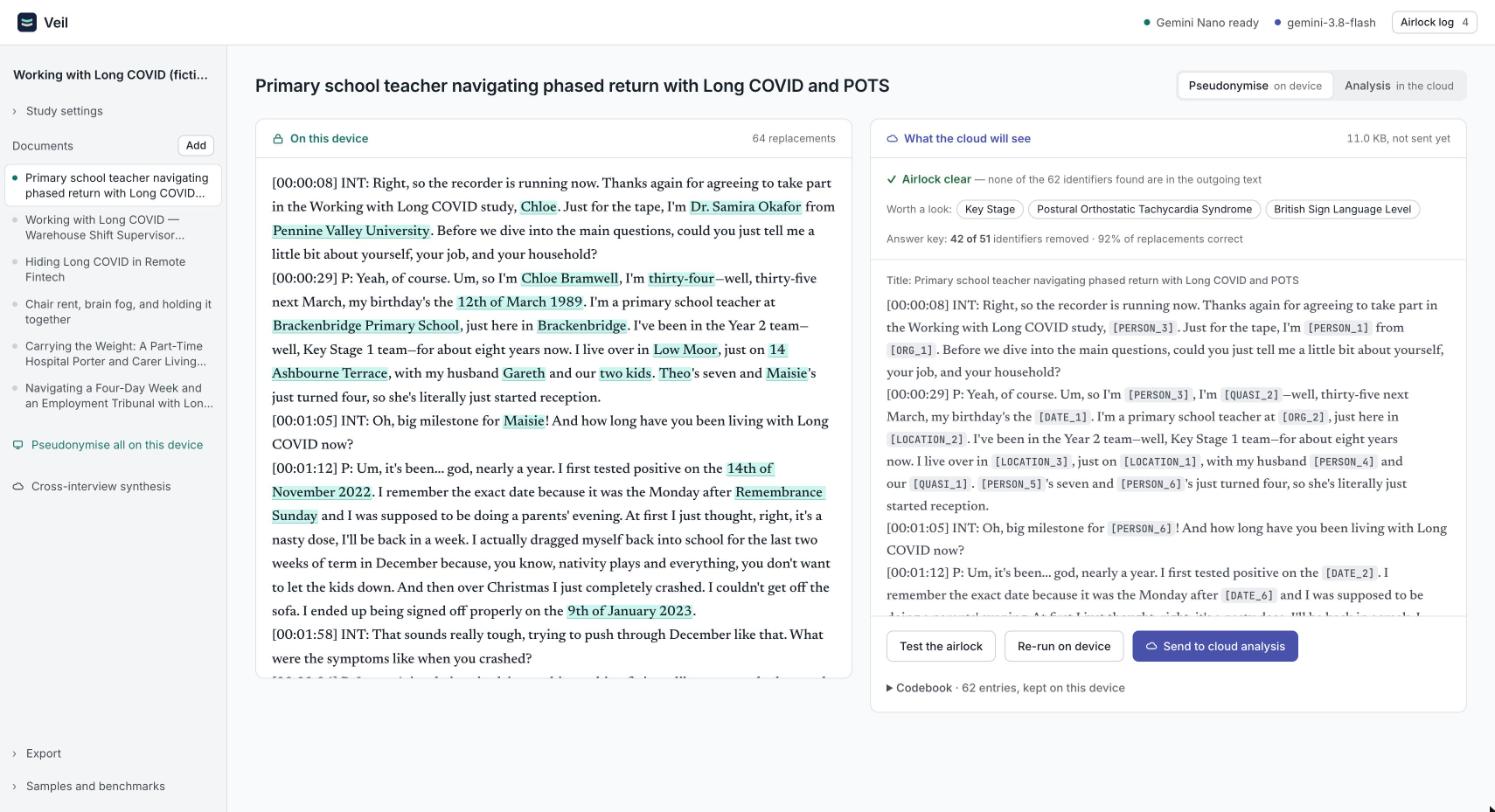 Veil
Gemini Nano ready
gemini-3.8-flash
Airlock log 4
Working with Long COVID (ficti...
Study settings
Documents
Add
Primary school teacher navigating
phased return with Long COVID...
Working with Long COVID —
Warehouse Shift Supervisor...
Hiding Long COVID in Remote
Fintech
Chair rent, brain fog, and holding it
together
Carrying the Weight: A Part-Time
Hospital Porter and Carer Living...
Navigating a Four-Day Week and
an Employment Tribunal with Lon...
Pseudonymise all on this device
Cross-interview synthesis
Export
Samples and benchmarks
Primary school teacher navigating phased return with Long COVID and POTS
Pseudonymise on device
Analysis in the cloud
On this device
64 replacements
[00:00:08] INT: Right, so the recorder is running now. Thanks again for agreeing to take part
in the Working with Long COVID study, Chloe. Just for the tape, I'm Dr. Samira Okafor from
Pennine Valley University. Before we dive into the main questions, could you just tell me a
little bit about yourself, your job, and your household?
[00:00:29] P: Yeah, of course. Um, so I'm Chloe Bramwell, I'm thirty-four—well, thirty-five
next March, my birthday's the 12th of March 1989. I'm a primary school teacher at
Brackenbridge Primary School, just here in Brackenbridge. I've been in the Year 2 team—
well, Key Stage 1 team—for about eight years now. I live over in Low Moor, just on 14
Ashbourne Terrace, with my husband Gareth and our two kids. Theo's seven and Maisie's
just turned four, so she's literally just started reception.
[00:01:05] INT: Oh, big milestone for Maisie! And how long have you been living with Long
COVID now?
[00:01:12] P: Um, it's been... god, nearly a year. I first tested positive on the 14th of
November 2022. I remember the exact date because it was the Monday after Remembrance
Sunday and I was supposed to be doing a parents' evening. At first I just thought, right, it's a
nasty dose, I'll be back in a week. I actually dragged myself back into school for the last two
weeks of term in December because, you know, nativity plays and everything, you don't want
to let the kids down. And then over Christmas I just completely crashed. I couldn't get off the
sofa. I ended up being signed off properly on the 9th of January 2023.
[00:01:58] INT: That sounds really tough, trying to push through December like that. What
were the symptoms like when you crashed?
What the cloud will see
11.0 KB, not sent yet
Airlock clear — none of the 62 identifiers found are in the outgoing text
Worth a look: Key Stage Postural Orthostatic Tachycardia Syndrome British Sign Language Level
Answer key: 42 of 51 identifiers removed · 92% of replacements correct
Title: Primary school teacher navigating phased return with Long COVID and POTS
[00:00:08] INT: Right, so the recorder is running now. Thanks again for agreeing to take part in
the Working with Long COVID study, [PERSON_3]. Just for the tape, I'm [PERSON_1] from
[ORG_1]. Before we dive into the main questions, could you just tell me a little bit about yourself,
your job, and your household?
[00:00:29] P: Yeah, of course. Um, so I'm [PERSON_3], I'm [QUASI_2]—well, thirty-five next
March, my birthday's the [DATE_1]. I'm a primary school teacher at [ORG_2], just here in
[LOCATION_2]. I've been in the Year 2 team—well, Key Stage 1 team—for about eight years
now. I live over in [LOCATION_3], just on [LOCATION_1], with my husband [PERSON_4] and
our [QUASI_1]. [PERSON_5]'s seven and [PERSON_6]'s just turned four, so she's literally just
started reception.
[00:01:05] INT: Oh, big milestone for [PERSON_6]! And how long have you been living with Long
COVID now?
[00:01:12] P: Um, it's been... god, nearly a year. I first tested positive on the [DATE_2]. I
remember the exact date because it was the Monday after [DATE_6] and I was supposed to be
Test the airlock
Re-run on device
Send to cloud analysis
Codebook · 62 entries, kept on this device